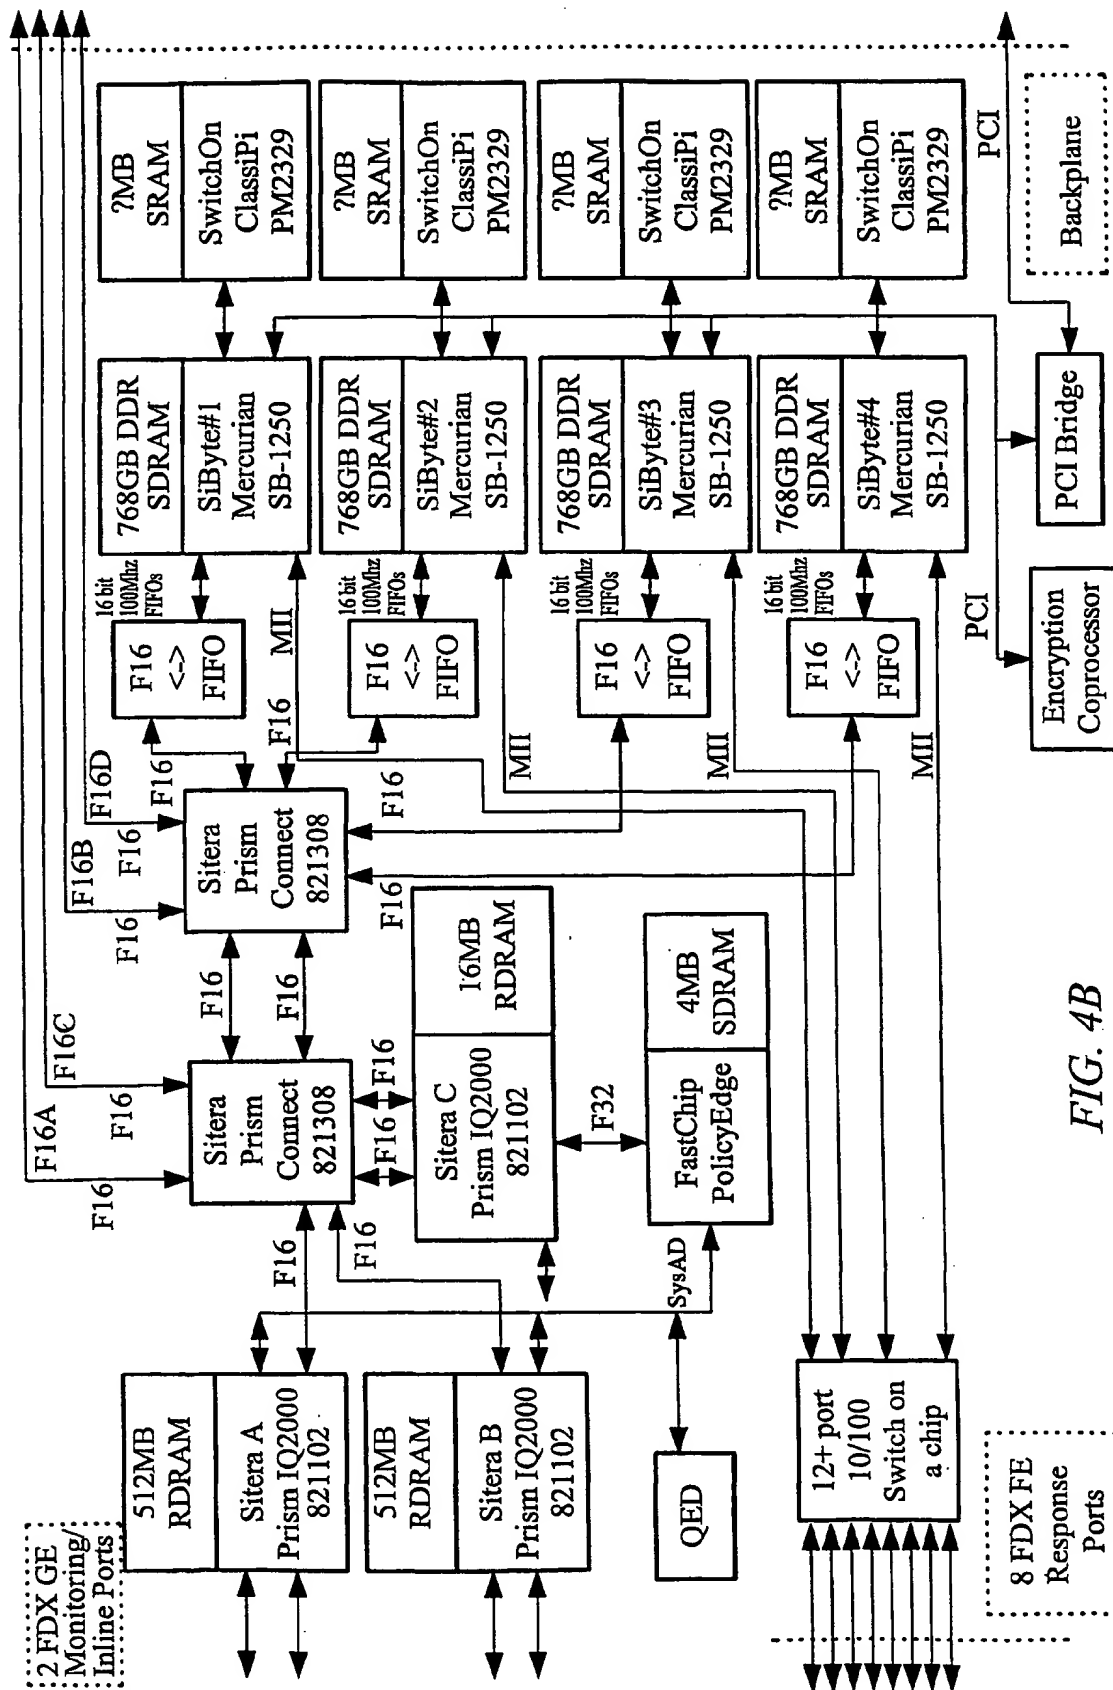 2 FDX GE
Monitoring/
Inline Ports
512MB
RDRAM
Sitera A
Prism IQ2000
821102
512MB
RDRAM
Sitera B
Prism IQ2000
821102
QED
12+ port
10/100
Switch on
a chip
8 FDX FE
Response
Ports
SysAD
F16
F16
F16
F16A
F16
F16C
Sitera
Prism
Connect
821308
F16
F16
Sitera C
Prism IQ2000
821102
16MB
RDRAM
F32
FastChip
PolicyEdge
4MB
SDRAM
F16
F16
F16
F16B
F16
F16D
Sitera
Prism
Connect
821308
F16
F16
F16
F16
F16
<->
FIFO
16 bit
100Mhz
FIFOs
MII
F16
<->
FIFO
16 bit
100Mhz
FIFOs
MII
F16
<->
FIFO
16 bit
100Mhz
FIFOs
MII
F16
<->
FIFO
16 bit
100Mhz
FIFOs
MII
768GB DDR
SDRAM
SiByte#1
Mercurian
SB-1250
768GB DDR
SDRAM
SiByte#2
Mercurian
SB-1250
768GB DDR
SDRAM
SiByte#3
Mercurian
SB-1250
768GB DDR
SDRAM
SiByte#4
Mercurian
SB-1250
?MB
SRAM
SwitchOn
ClassiPi
PM2329
?MB
SRAM
SwitchOn
ClassiPi
PM2329
?MB
SRAM
SwitchOn
ClassiPi
PM2329
?MB
SRAM
SwitchOn
ClassiPi
PM2329
PCI
Encryption
Coprocessor
PCI Bridge
PCI
Backplane
FIG. 4B